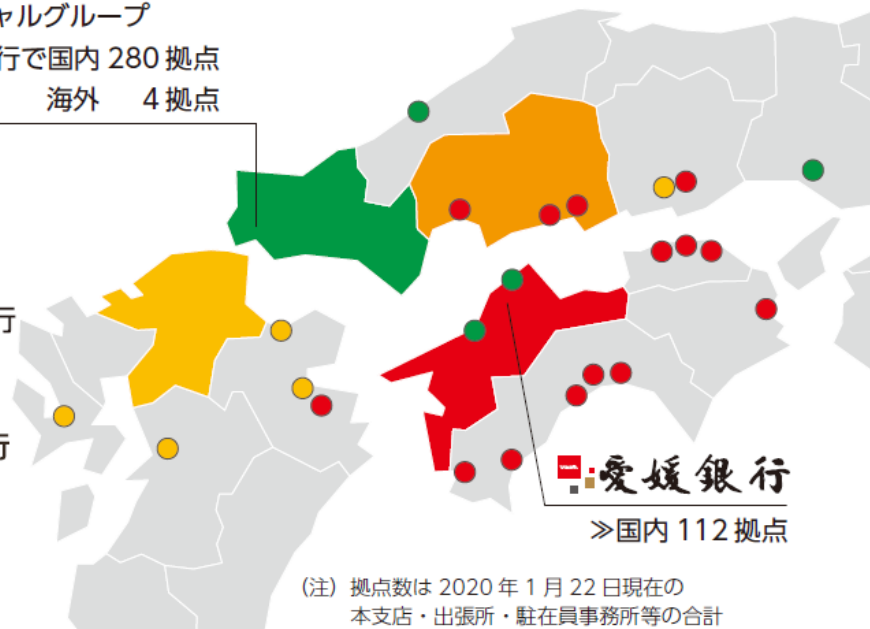 ャルグループ
行で国内 280 拠点
海外 4 拠点
行
行
愛媛銀行
≫国内 112 拠点
(注) 拠点数は 2020 年 1 月 22 日現在の
本支店・出張所・駐在員事務所等の合計